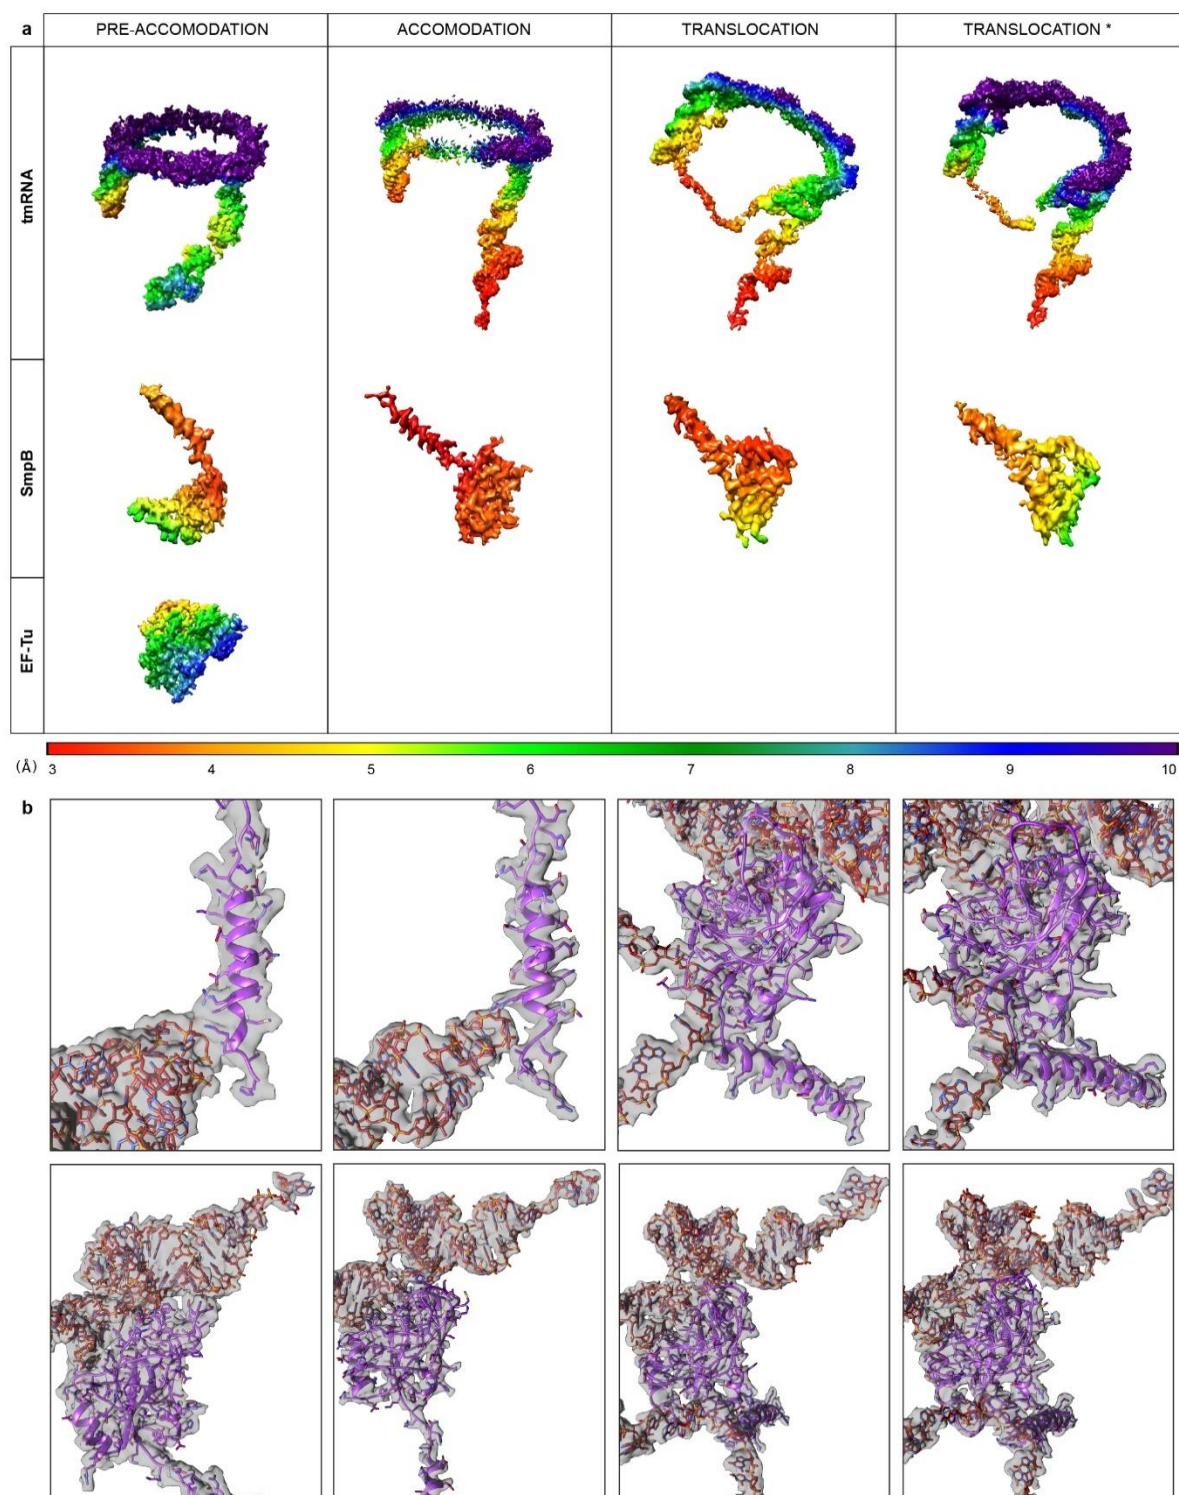 a PRE-ACCOMODATION ACCOMODATION TRANSLOCATION TRANSLOCATION *
tmRNA
SmpB
EF-Tu
(Å) 3 4 5 6 7 8 9 10
b